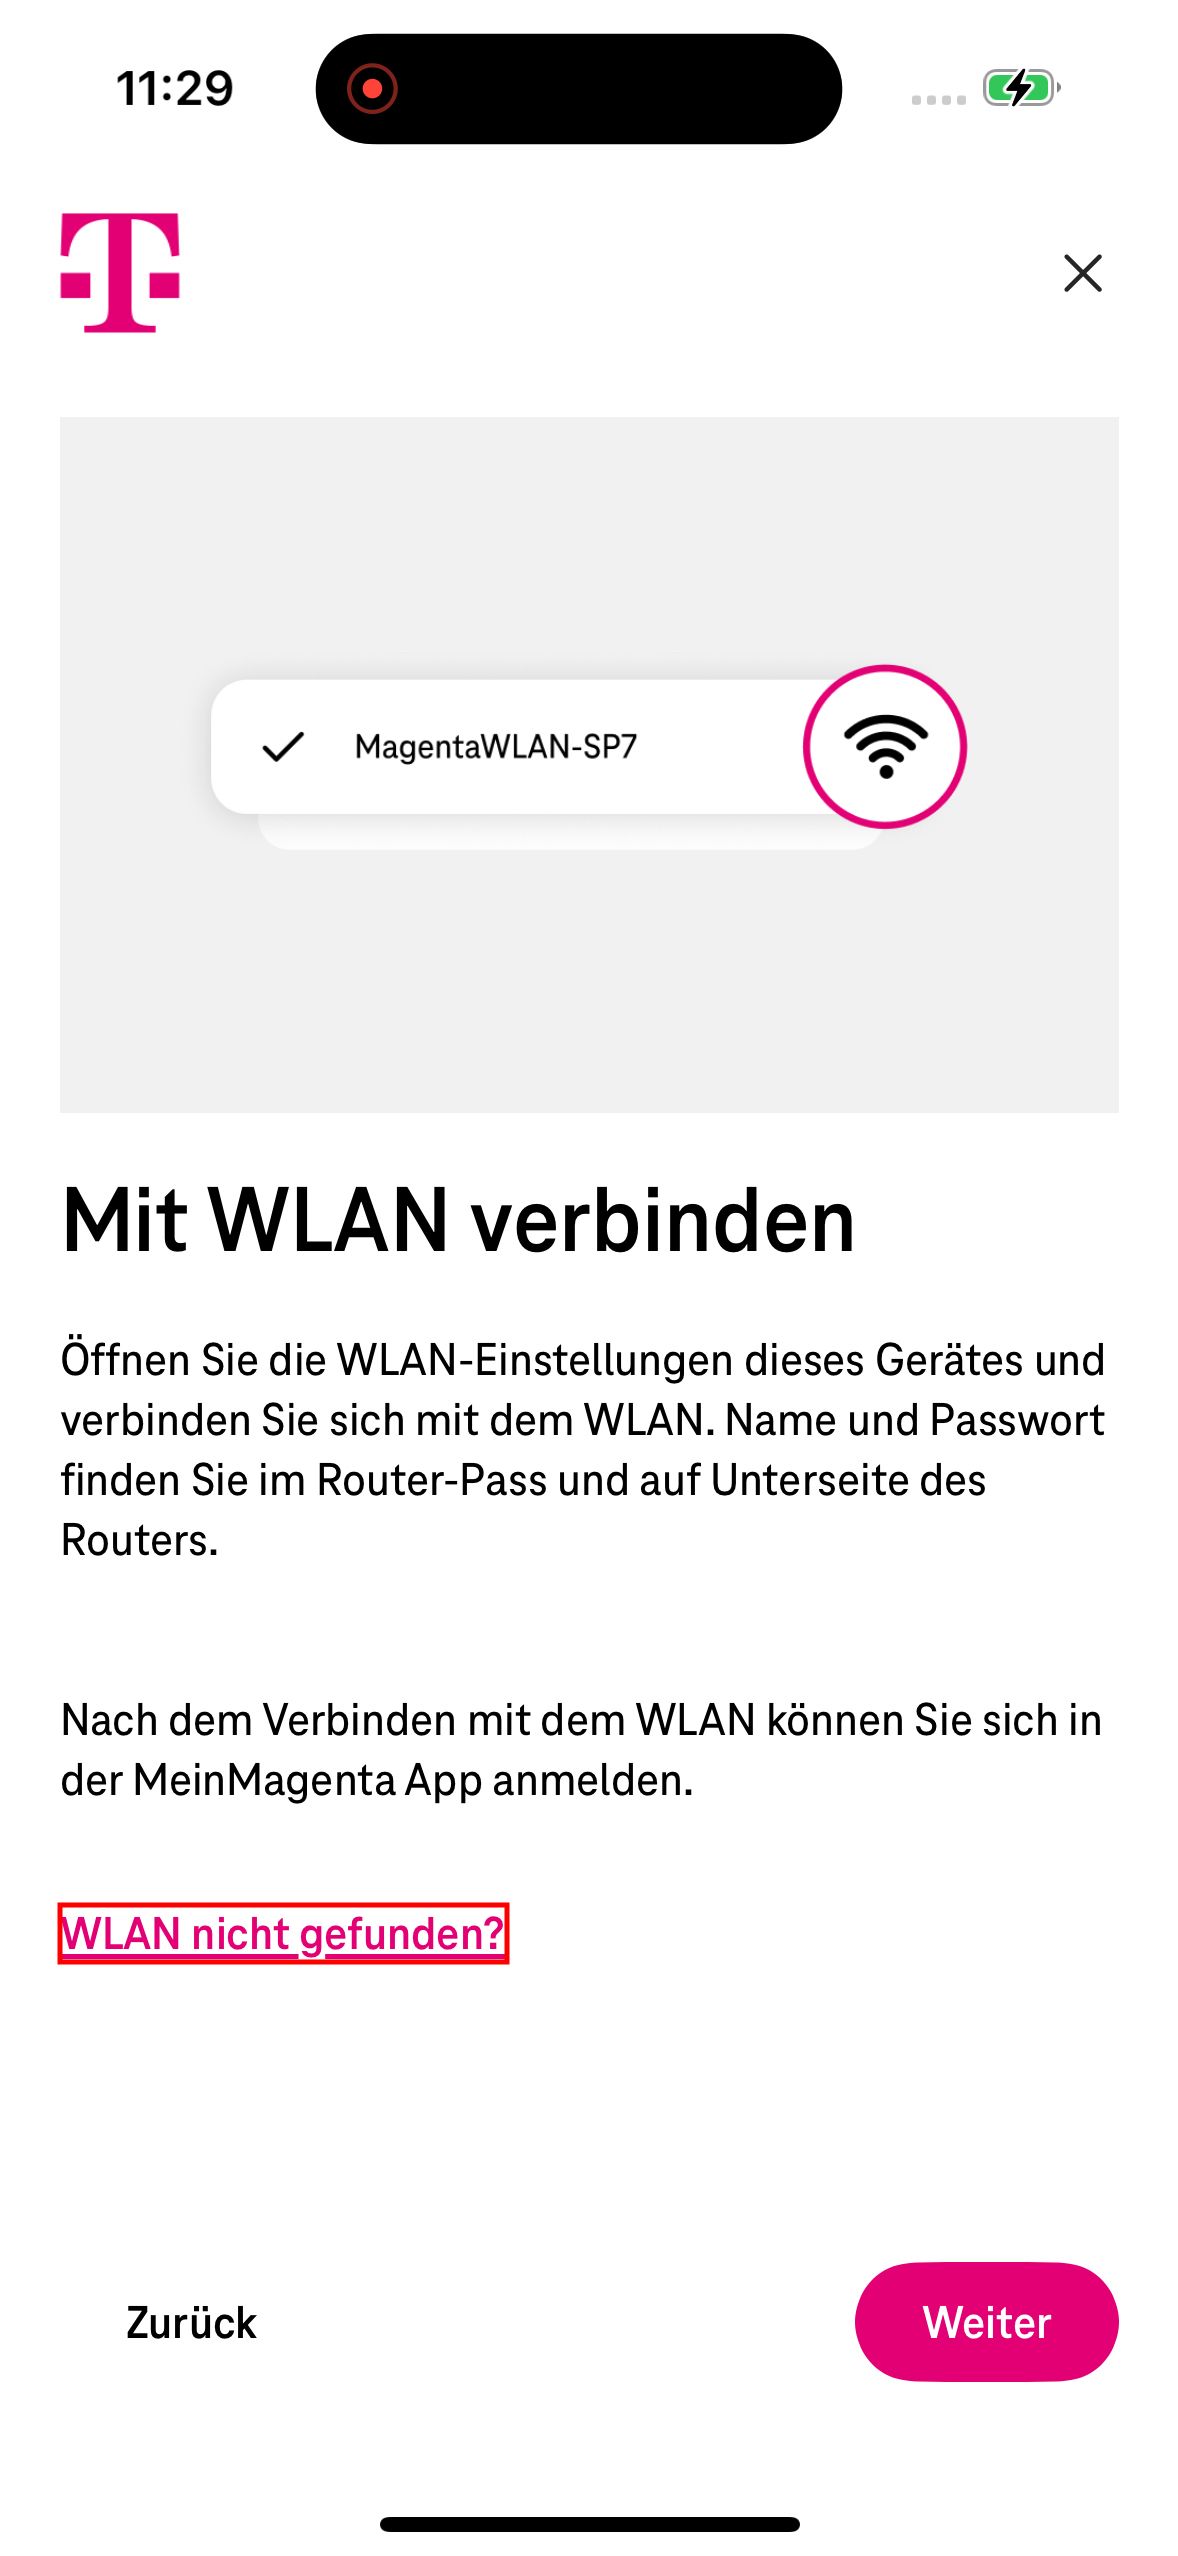 11:29
T
MagentaWLAN-SP7
Mit WLAN verbinden
Öffnen Sie die WLAN-Einstellungen dieses Gerätes und
verbinden Sie sich mit dem WLAN. Name und Passwort
finden Sie im Router-Pass und auf Unterseite des
Routers.
Nach dem Verbinden mit dem WLAN können Sie sich in
der MeinMagenta App anmelden.
WLAN nicht gefunden?
Zurück
Weiter